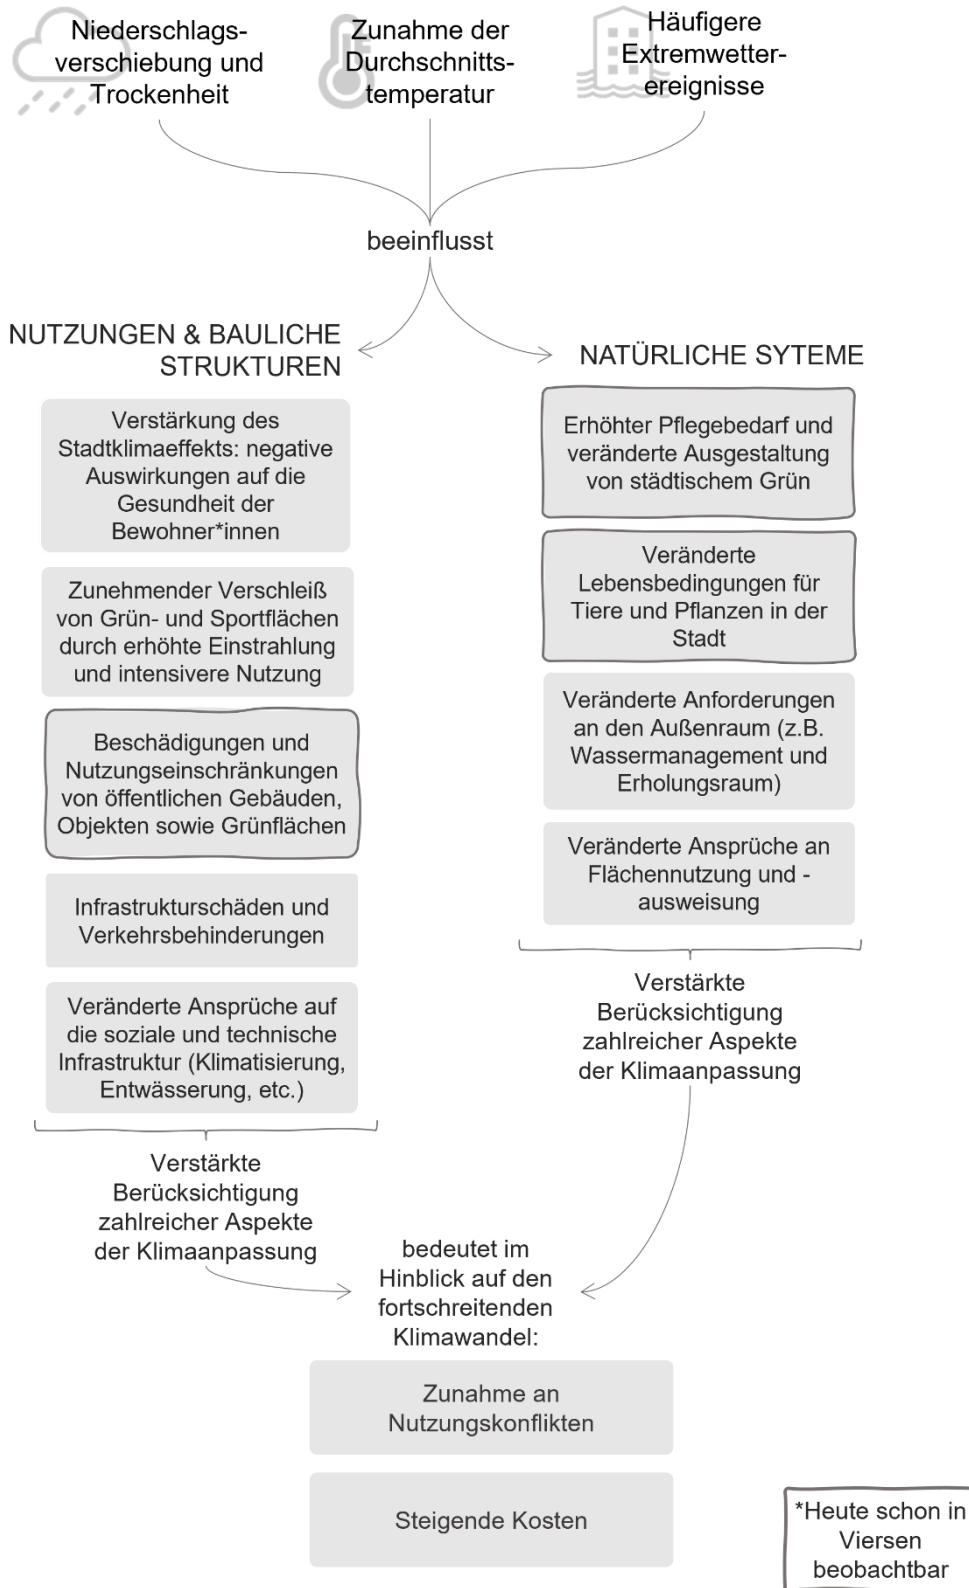 Niederschlags-
verschiebung und
Trockenheit
Zunahme der
Durchschnitts-
temperatur
Häufigere
Extremwetter-
ereignisse
beeinflusst
NUTZUNGEN & BAULICHE
STRUKTUREN
Verstärkung des
Stadtklimaeffekts: negative
Auswirkungen auf die
Gesundheit der
Bewohner*innen
Zunehmender Verschleiß
von Grün- und Sportflächen
durch erhöhte Einstrahlung
und intensivere Nutzung
Beschädigungen und
Nutzungseinschränkungen
von öffentlichen Gebäuden,
Objekten sowie Grünflächen
Infrastrukturschäden und
Verkehrsbehinderungen
Veränderte Ansprüche auf
die soziale und technische
Infrastruktur (Klimatisierung,
Entwässerung, etc.)
Verstärkte
Berücksichtigung
zahlreicher Aspekte
der Klimaanpassung
NATÜRLICHE SYTEME
Erhöhter Pflegebedarf und
veränderte Ausgestaltung
von städtischem Grün
Veränderte
Lebensbedingungen für
Tiere und Pflanzen in der
Stadt
Veränderte Anforderungen
an den Außenraum (z.B.
Wassermanagement und
Erholungsraum)
Veränderte Ansprüche an
Flächennutzung und -
ausweisung
Verstärkte
Berücksichtigung
zahlreicher Aspekte
der Klimaanpassung
bedeutet im
Hinblick auf den
fortschreitenden
Klimawandel:
Zunahme an
Nutzungskonflikten
Steigende Kosten
*Heute schon in
Viersen
beobachtbar